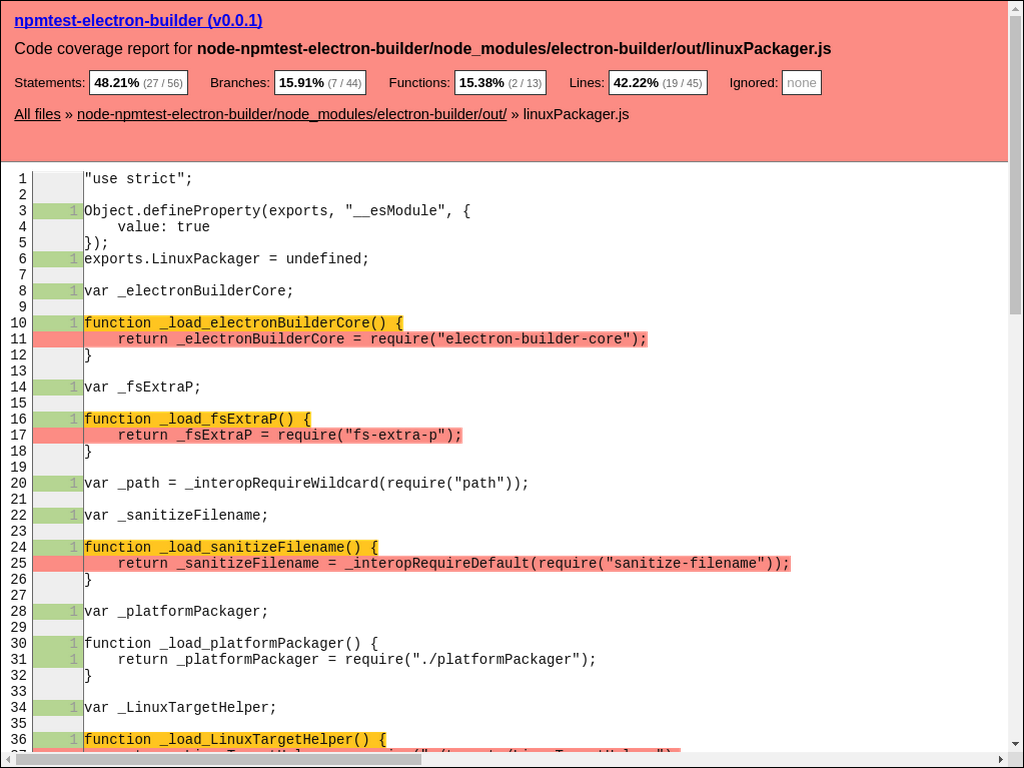 npmtest-electron-builder (v0.0.1)
Code coverage report for node-npmtest-electron-builder/node_modules/electron-builder/out/linuxPackager.js
Statements: 48.21% (27 / 56) Branches: 15.91% (7 / 44) Functions: 15.38% (2 / 13) Lines: 42.22% (19 / 45) Ignored: none
All files » node-npmtest-electron-builder/node_modules/electron-builder/out/ » linuxPackager.js
1 "use strict";
2
3 1 Object.defineProperty(exports, "__esModule", {
4     value: true
5 });
6 1 exports.LinuxPackager = undefined;
7
8 1 var _electronBuilderCore;
9
10 1 function _load_electronBuilderCore() {
11     return _electronBuilderCore = require("electron-builder-core");
12 }
13
14 1 var _fsExtraP;
15
16 1 function _load_fsExtraP() {
17     return _fsExtraP = require("fs-extra-p");
18 }
19
20 1 var _path = _interopRequireWildcard(require("path"));
21
22 1 var _sanitizeFilename;
23
24 1 function _load_sanitizeFilename() {
25     return _sanitizeFilename = _interopRequireDefault(require("sanitize-filename"));
26 }
27
28 1 var _platformPackager;
29
30 1 function _load_platformPackager() {
31 1     return _platformPackager = require("./platformPackager");
32 }
33
34 1 var _LinuxTargetHelper;
35
36 1 function _load_LinuxTargetHelper() {